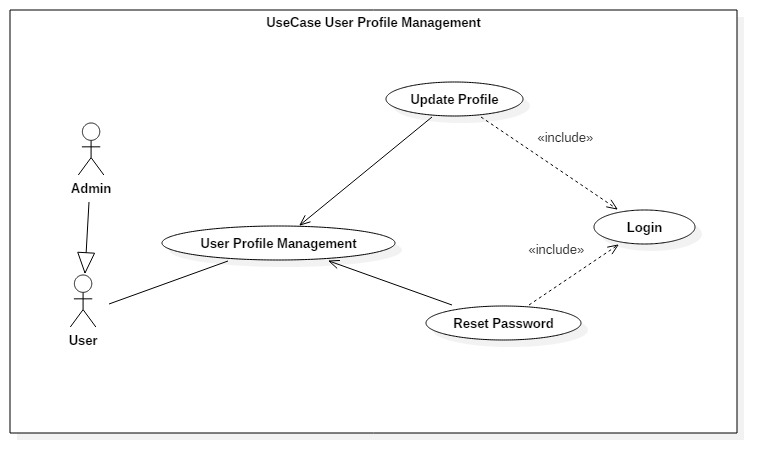 UseCase User Profile Management
Update Profile
«include»
Admin
Login
User Profile Management
«include»
Reset Password
User